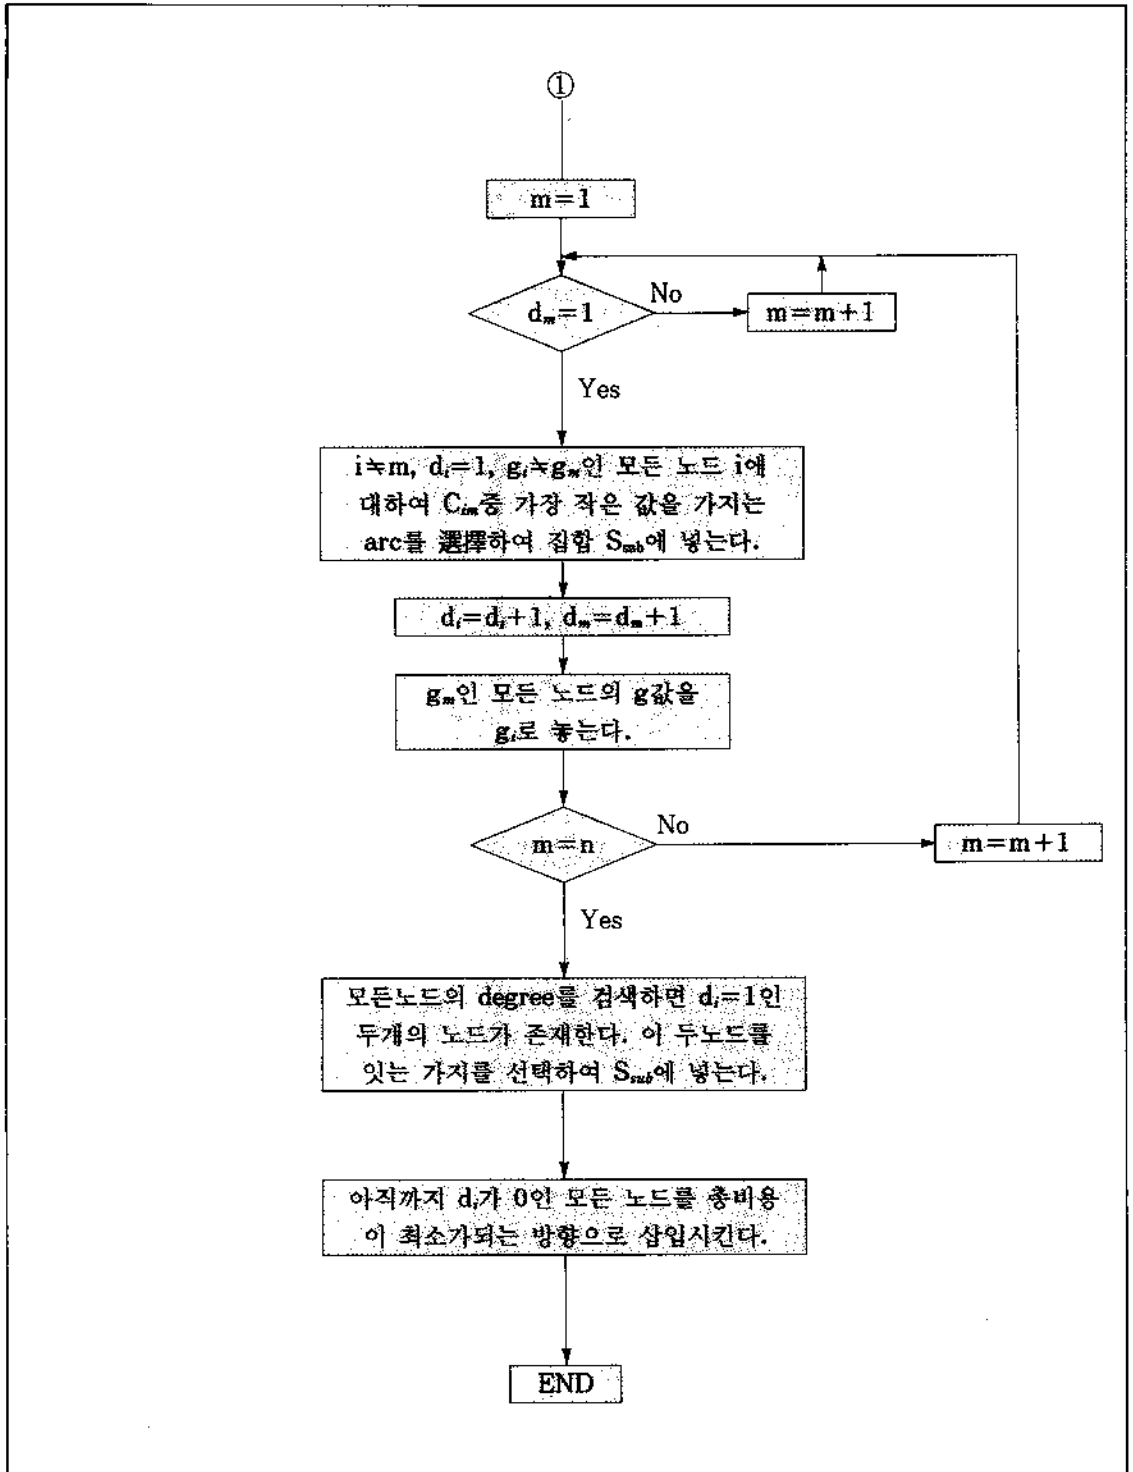 ①
m=1
d_m=1
No
m=m+1
Yes
i≒m, d_i=1, g_i≒g_m인 모든 노드 i에
대하여 C_im중 가장 작은 값을 가지는
arc를 選擇하여 집합 S_sub에 넣는다.
d_i=d_i+1, d_m=d_m+1
g_m인 모든 노드의 g값을
g_i로 놓는다.
m=n
No
m=m+1
Yes
모든노드의 degree를 검색하면 d_i=1인
두개의 노드가 존재한다. 이 두노드를
잇는 가지를 선택하여 S_sub에 넣는다.
아직까지 d_i가 0인 모든 노드를 총비용
이 최소가되는 방향으로 삽입시킨다.
END